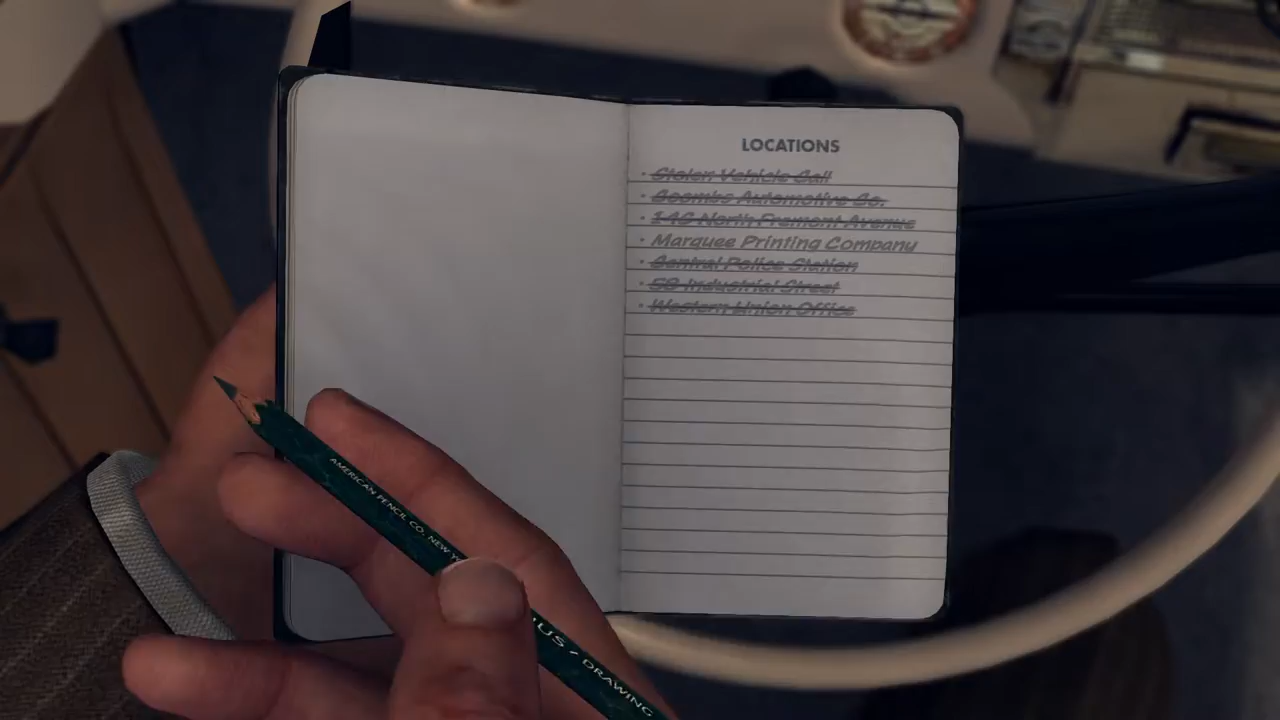 LOCATIONS
· Stolen Vehicle Call
· Coombs Automotive Co.
· 146 North Fremont Avenue
· Marquee Printing Company
· Central Police Station
· 59 Industrial Street
· Western Union Office
AMERICAN PENCIL CO. NEW
DRAWING